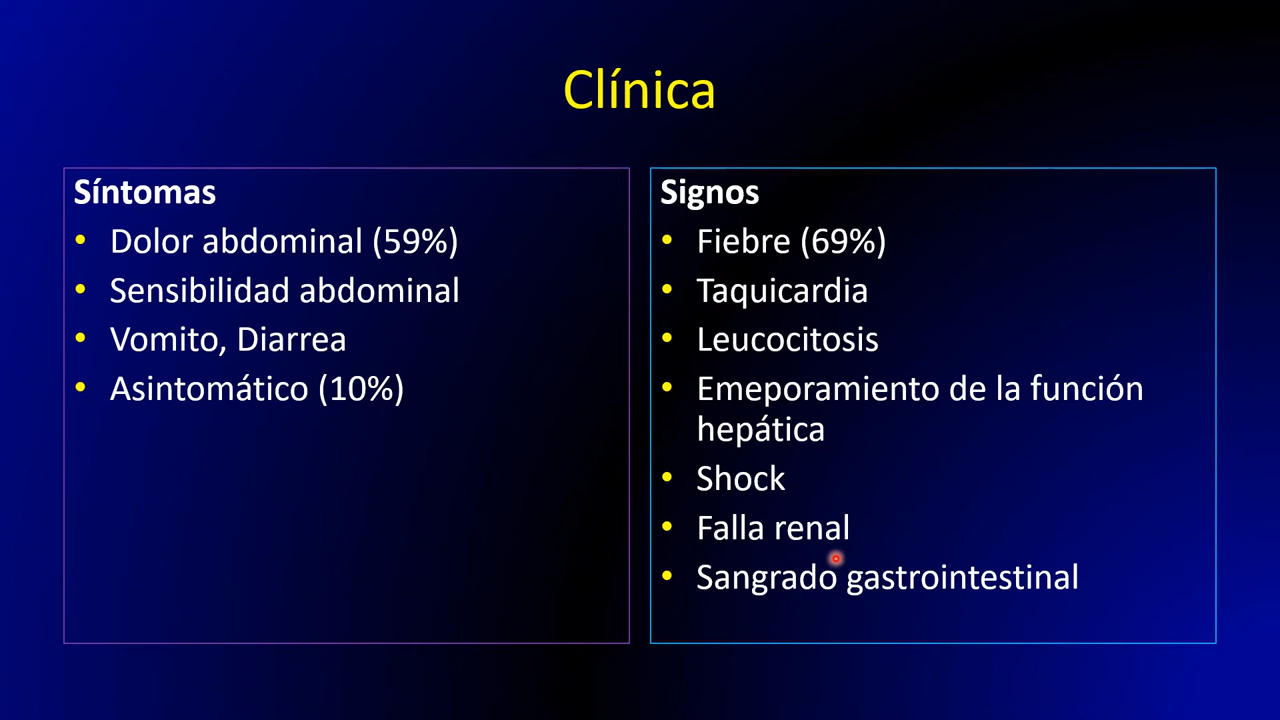 Clínica
Síntomas
• Dolor abdominal (59%)
• Sensibilidad abdominal
• Vomito, Diarrea
• Asintomático (10%)
Signos
• Fiebre (69%)
• Taquicardia
• Leucocitosis
• Emeporamiento de la función
hepática
• Shock
• Falla renal
• Sangrado gastrointestinal